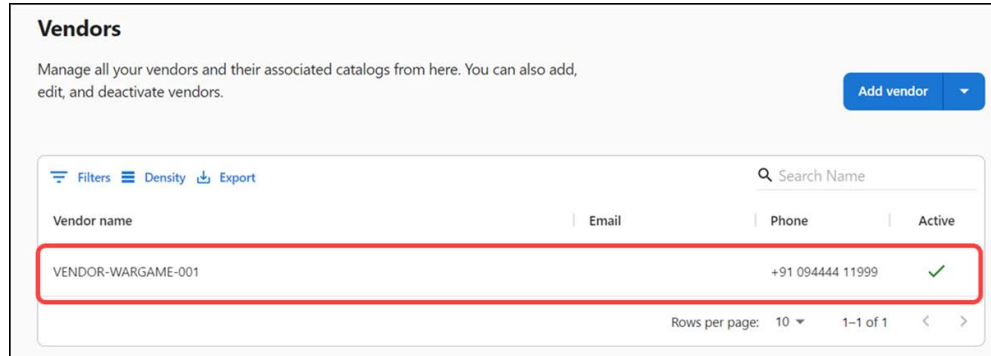 Vendors
Manage all your vendors and their associated catalogs from here. You can also add,
edit, and deactivate vendors.
Add vendor
Filters Density Export
Search Name
Vendor name Email Phone Active
VENDOR-WARGAME-001 +91 094444 11999
Rows per page: 10 1–1 of 1